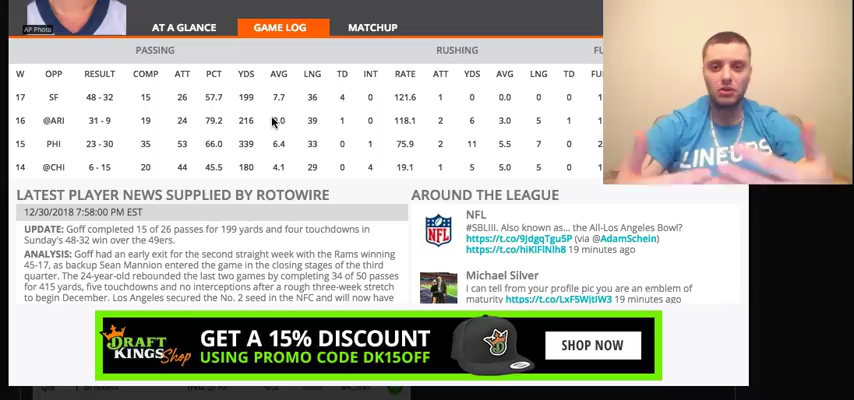 AP Photo
AT A GLANCE GAME LOG MATCHUP
PASSING RUSHING
W OPP RESULT COMP ATT PCT YDS AVG LNG TD INT RATE ATT YDS AVG LNG TD
17 SF 48 - 32 15 26 57.7 199 7.7 36 4 0 121.6 1 0 0.0 0 0
16 @ARI 31 - 9 19 24 79.2 216 39 1 0 118.1 2 6 3.0 5 1
15 PHI 23 - 30 35 53 66.0 339 6.4 33 0 2 75.9 2 11 5.5 7 0
14 @CHI 6 - 15 20 44 45.5 180 4.1 29 0 4 19.1 1 5 5.0 5 0
LATEST PLAYER NEWS SUPPLIED BY ROTOWIRE
12/30/2018 7:58:00 PM EST
UPDATE: Goff completed 15 of 26 passes for 199 yards and four touchdowns in
Sunday's 48-32 win over the 49ers.
ANALYSIS: Goff had an early exit for the second straight week with the Rams winning
45-17, as backup Sean Mannion entered the game in the closing stages of the third
quarter. The 24-year-old rebounded the last two games by completing 34 of 50 passes
for 415 yards, five touchdowns and no interceptions after a rough three-week stretch
to begin December. Los Angeles secured the No. 2 seed in the NFC and will now have
AROUND THE LEAGUE
NFL
NFL
#SBLIII. Also known as... the All-Los Angeles Bowl?
(via @AdamSchein)
19 minutes ago
Michael Silver
I can tell from your profile pic you are an emblem of
maturity 19 minutes ago
LINEUPS
DRAFT
KINGS Shop
GET A 15% DISCOUNT
USING PROMO CODE DK15OFF
SHOP NOW